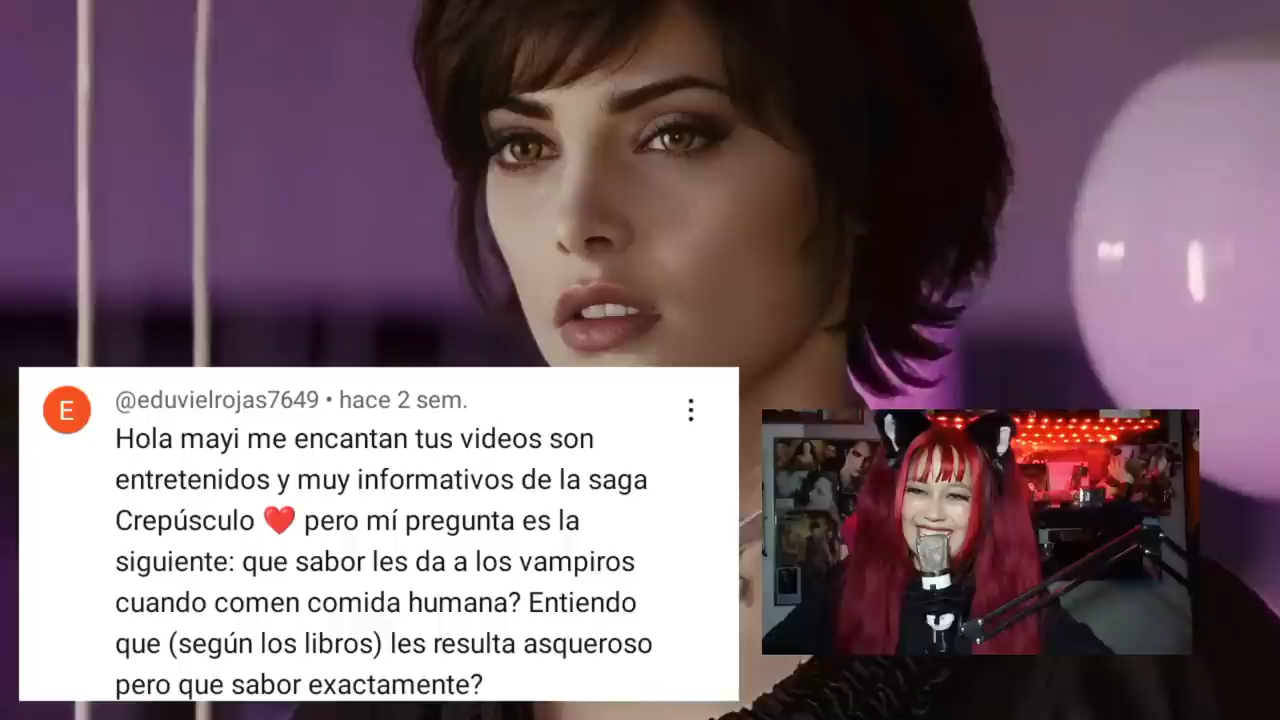 E
@eduvielrojas7649 • hace 2 sem.
Hola mayi me encantan tus videos son
entretenidos y muy informativos de la saga
Crepúsculo ❤️ pero mí pregunta es la
siguiente: que sabor les da a los vampiros
cuando comen comida humana? Entiendo
que (según los libros) les resulta asqueroso
pero que sabor exactamente?